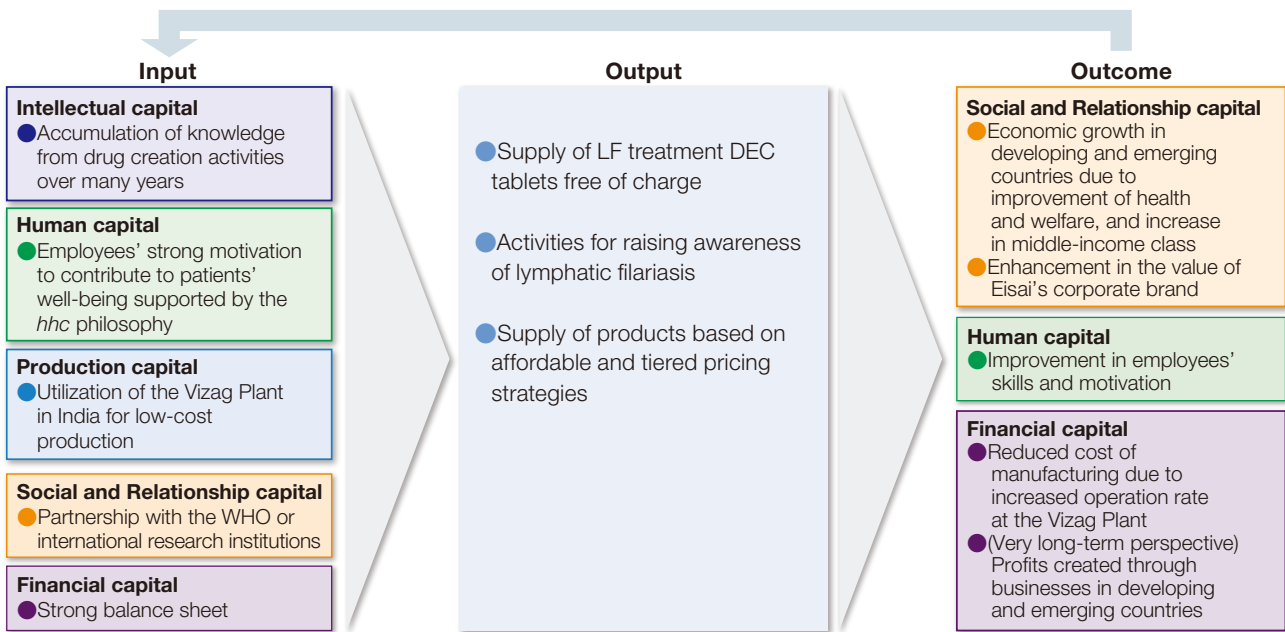 Input
Intellectual capital
●Accumulation of knowledge
from drug creation activities
over many years
Human capital
●Employees’ strong motivation
to contribute to patients’
well-being supported by the
hhc philosophy
Production capital
●Utilization of the Vizag Plant
in India for low-cost
production
Social and Relationship capital
●Partnership with the WHO or
international research institutions
Financial capital
●Strong balance sheet
Output
●Supply of LF treatment DEC
tablets free of charge
●Activities for raising awareness
of lymphatic filariasis
●Supply of products based on
affordable and tiered pricing
strategies
Outcome
Social and Relationship capital
●Economic growth in
developing and emerging
countries due to
improvement of health
and welfare, and increase
in middle-income class
●Enhancement in the value of
Eisai’s corporate brand
Human capital
●Improvement in employees’
skills and motivation
Financial capital
●Reduced cost of
manufacturing due to
increased operation rate
at the Vizag Plant
●(Very long-term perspective)
Profits created through
businesses in developing
and emerging countries